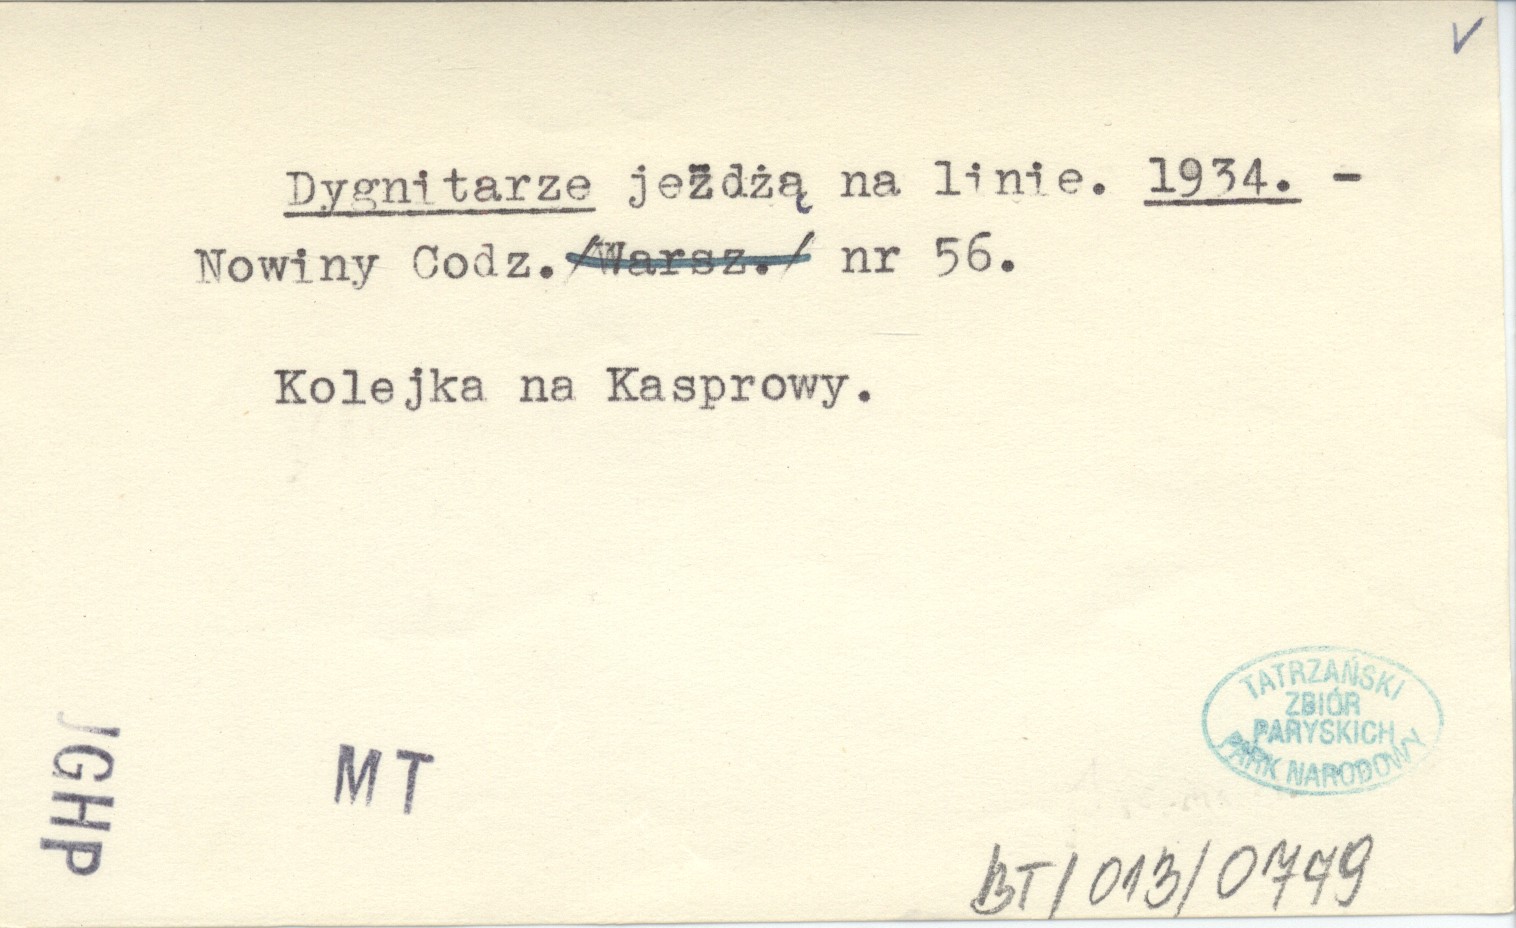 Dygnitarze jeżdżą na linie. 1934. -
Nowiny Codz./Warsz./ nr 56.
Kolejka na Kasprowy.
JGHP
MT
TATRZAŃSKI
ZBIÓR
PARYSKICH
PARK NARODOWY
BT/013/0779